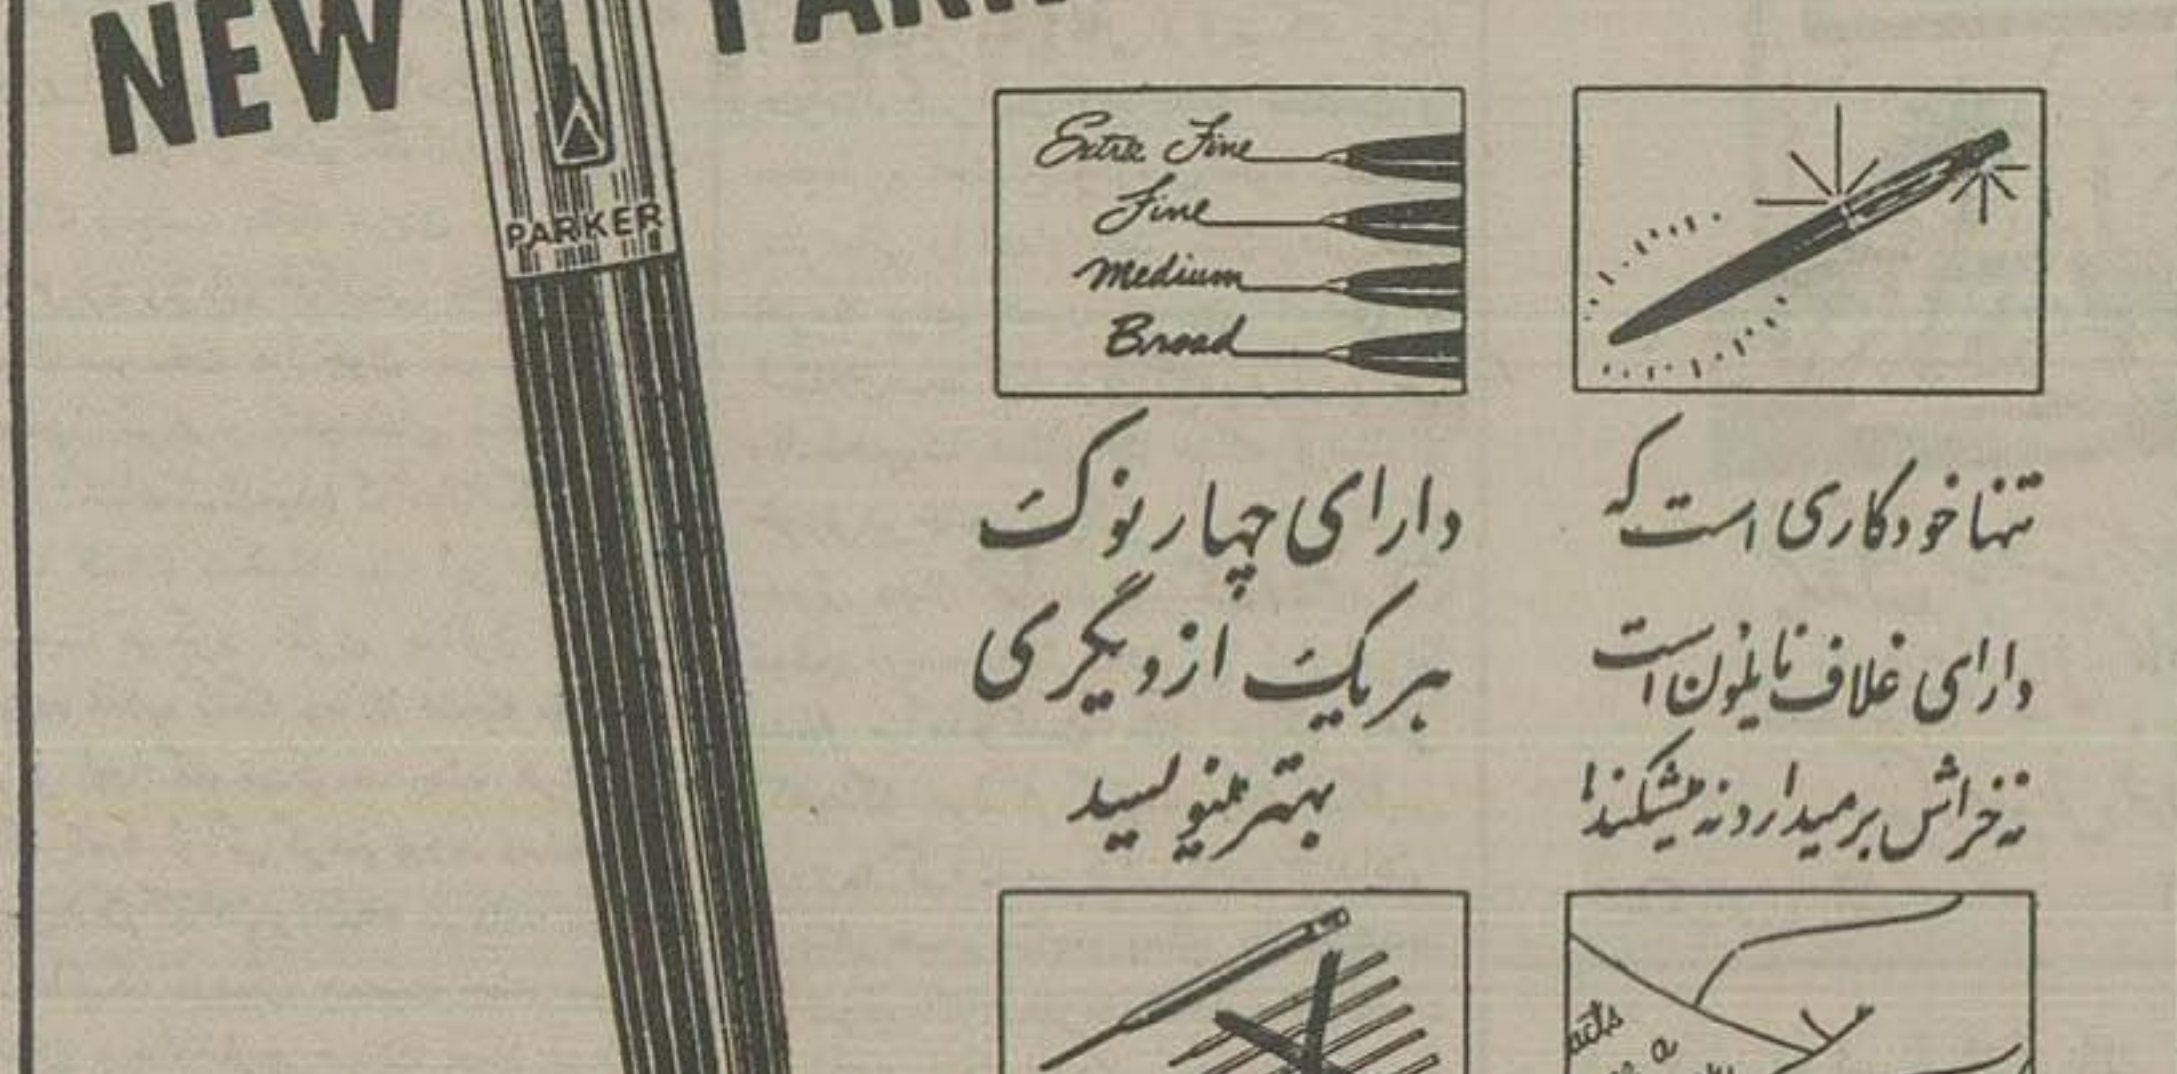 NEW
PARKER
Extra Fine
Fine
Medium
Broad
تنها خودکاری است که
دارای غلاف نایلون است
نه خراش برمیدارد نه میشکند!
دارای چهار نوک
هر یک از دیگری
بهتر مینویسید
acts
a